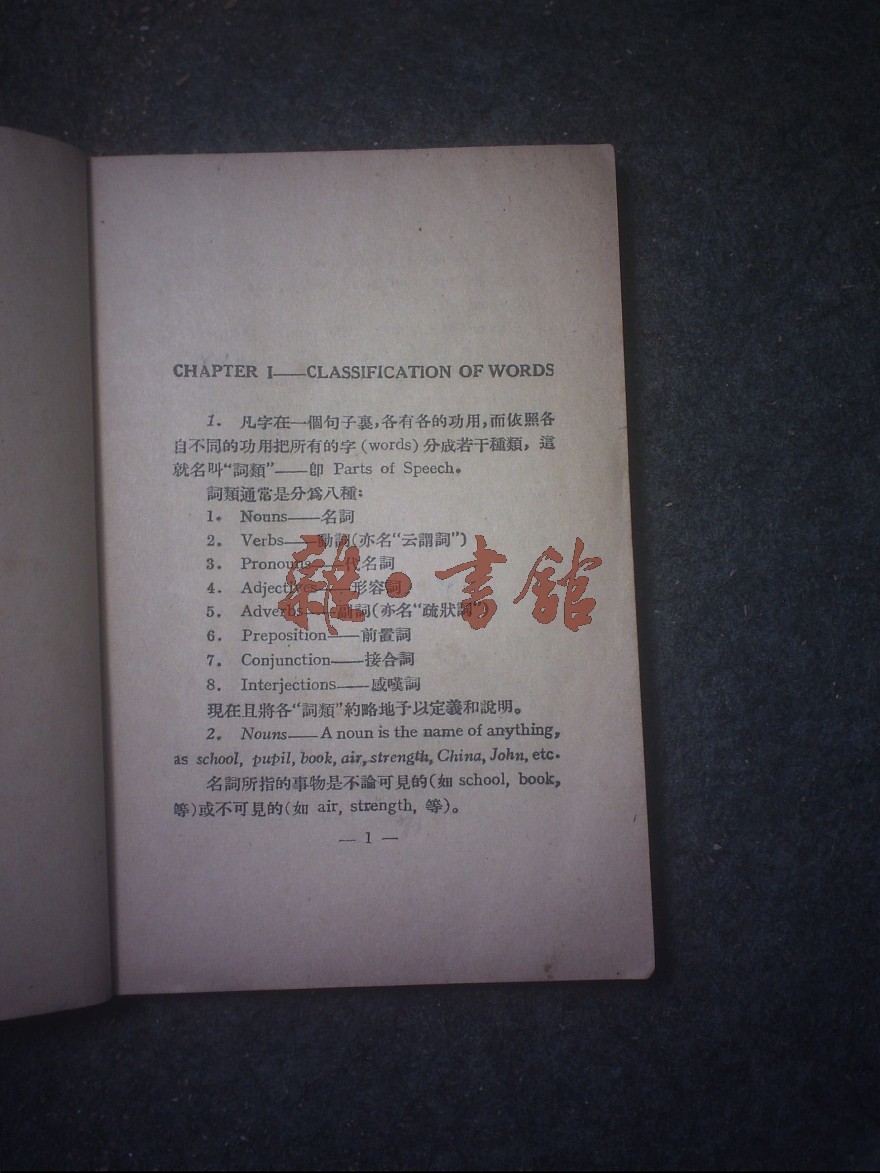 CHAPTER I——CLASSIFICATION OF WORDS
1. 凡字在一個句子裏,各有各的功用,而依照各
自不同的功用把所有的字(words)分成若干種類, 這
就名叫“詞類”——卽 Parts of Speech。
詞類通常是分爲八種:
1. Nouns——名詞
2. Verbs——動詞(亦名“云謂詞”)
3. Pronouns——代名詞
4. Adjectives——形容詞
5. Adverbs——副詞(亦名“疏狀詞”)
6. Preposition——前置詞
7. Conjunction——接合詞
8. Interjections——感嘆詞
現在且將各“詞類”約略地予以定義和說明。
2. Nouns——A noun is the name of anything,
as school, pupil, book, air, strength, China, John, etc.
名詞所指的事物是不論可見的(如 school, book,
等)或不可見的(如 air, strength, 等)。
— 1 —
雜·書館